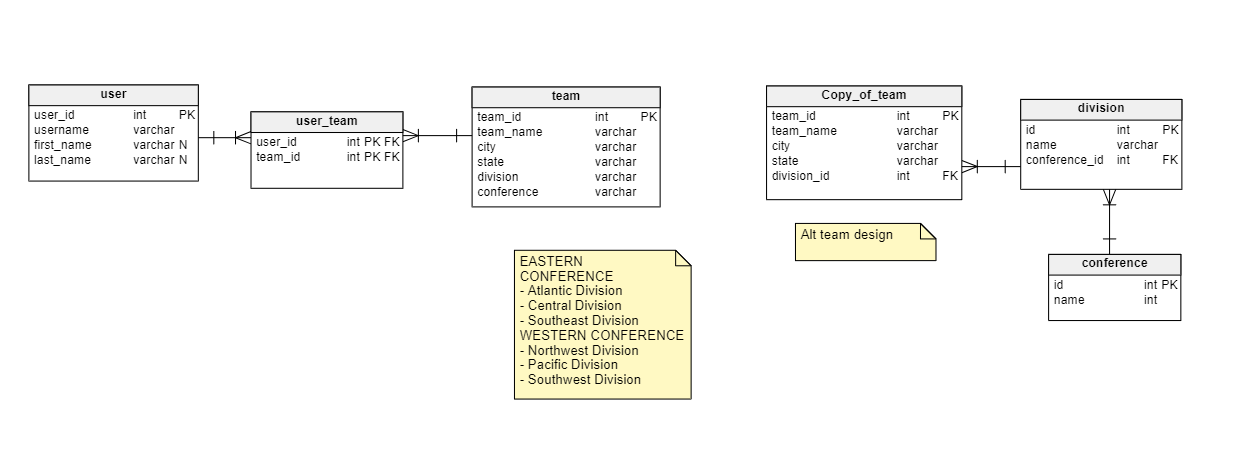 user
user_id int PK
username varchar
first_name varchar N
last_name varchar N
user_team
user_id int PK FK
team_id int PK FK
team
team_id int PK
team_name varchar
city varchar
state varchar
division varchar
conference varchar
EASTERN
CONFERENCE
- Atlantic Division
- Central Division
- Southeast Division
WESTERN CONFERENCE
- Northwest Division
- Pacific Division
- Southwest Division
Copy_of_team
team_id int PK
team_name varchar
city varchar
state varchar
division_id int FK
Alt team design
division
id int PK
name varchar
conference_id int FK
conference
id int PK
name int